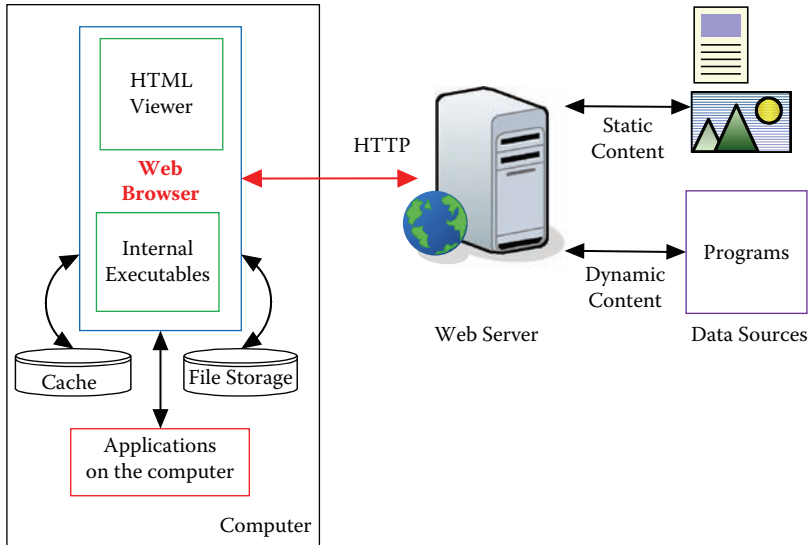 HTML
Viewer
Web
Browser
Internal
Executables
Cache
File Storage
Applications
on the computer
Computer
HTTP
Web Server
Static
Content
Dynamic
Content
Programs
Data Sources